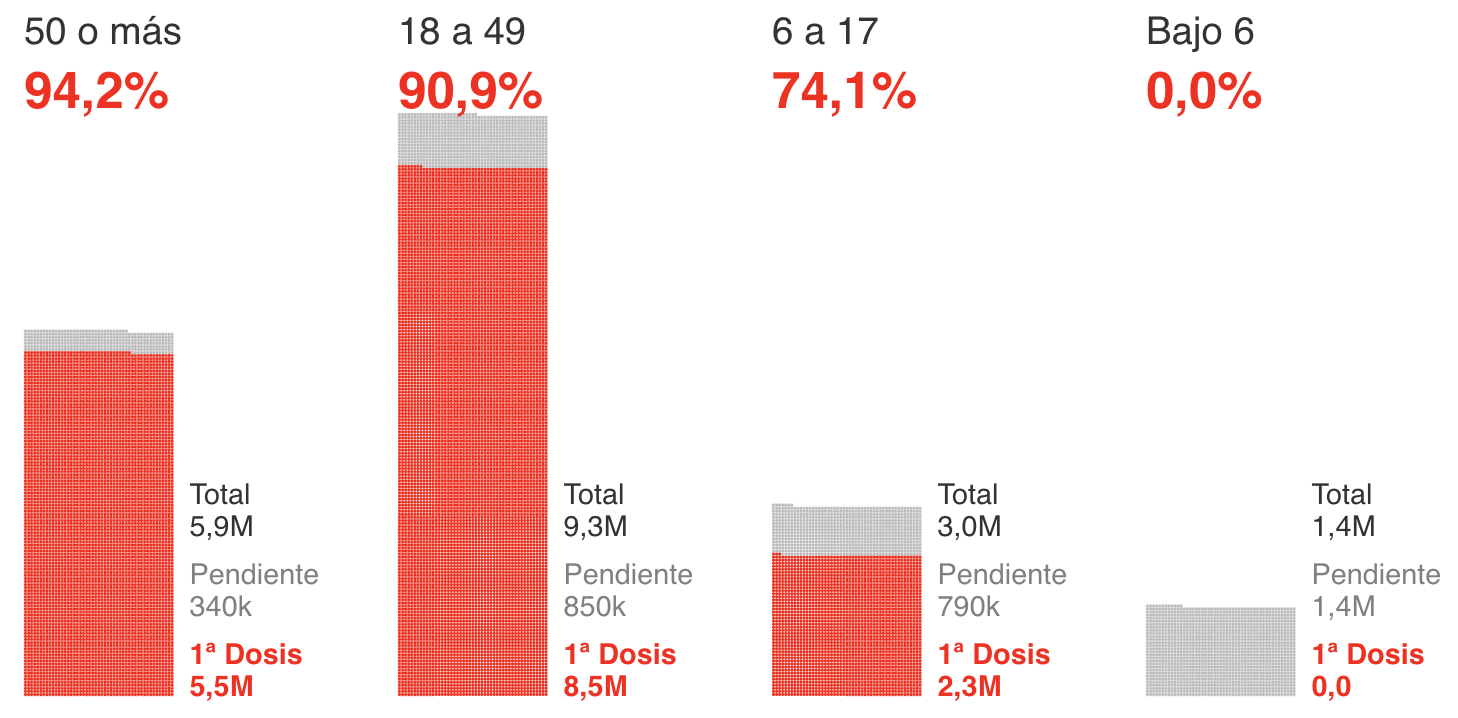 50 o más
94,2%
Total
5,9M
Pendiente
340k
1ª Dosis
5,5M
18 a 49
90,9%
Total
9,3M
Pendiente
850k
1ª Dosis
8,5M
6 a 17
74,1%
Total
3,0M
Pendiente
790k
1ª Dosis
2,3M
Bajo 6
0,0%
Total
1,4M
Pendiente
1,4M
1ª Dosis
0,0